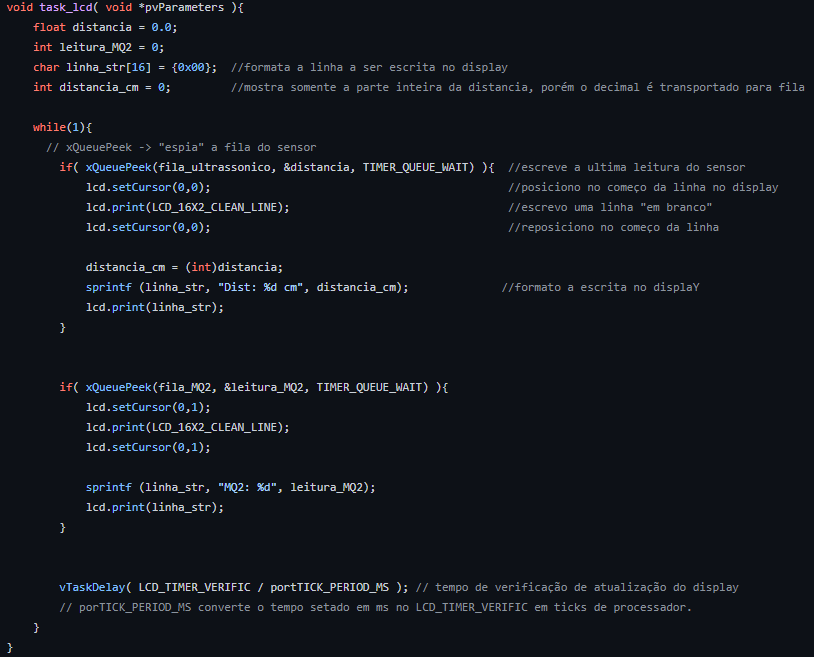 void task_lcd( void *pvParameters ){
    float distancia = 0.0;
    int leitura_MQ2 = 0;
    char linha_str[16] = {0x00};  //formata a linha a ser escrita no display
    int distancia_cm = 0;         //mostra somente a parte inteira da distancia, porém o decimal é transportado para fila
    while(1){
      // xQueuePeek -> "espia" a fila do sensor
        if( xQueuePeek(fila_ultrassonico, &distancia, TIMER_QUEUE_WAIT) ){  //escreve a ultima leitura do sensor
            lcd.setCursor(0,0);                                             //posiciono no começo da linha no display
            lcd.print(LCD_16X2_CLEAN_LINE);                                 //escrevo uma linha "em branco"
            lcd.setCursor(0,0);                                             //reposiciono no começo da linha
            distancia_cm = (int)distancia;
            sprintf (linha_str, "Dist: %d cm", distancia_cm);              //formato a escrita no displaY
            lcd.print(linha_str);
        }
        if( xQueuePeek(fila_MQ2, &leitura_MQ2, TIMER_QUEUE_WAIT) ){
            lcd.setCursor(0,1);
            lcd.print(LCD_16X2_CLEAN_LINE);
            lcd.setCursor(0,1);
            sprintf (linha_str, "MQ2: %d", leitura_MQ2);
            lcd.print(linha_str);
        }
        vTaskDelay( LCD_TIMER_VERIFIC / portTICK_PERIOD_MS ); // tempo de verificação de atualização do display
        // porTICK_PERIOD_MS converte o tempo setado em ms no LCD_TIMER_VERIFIC em ticks de processador.
    }
}